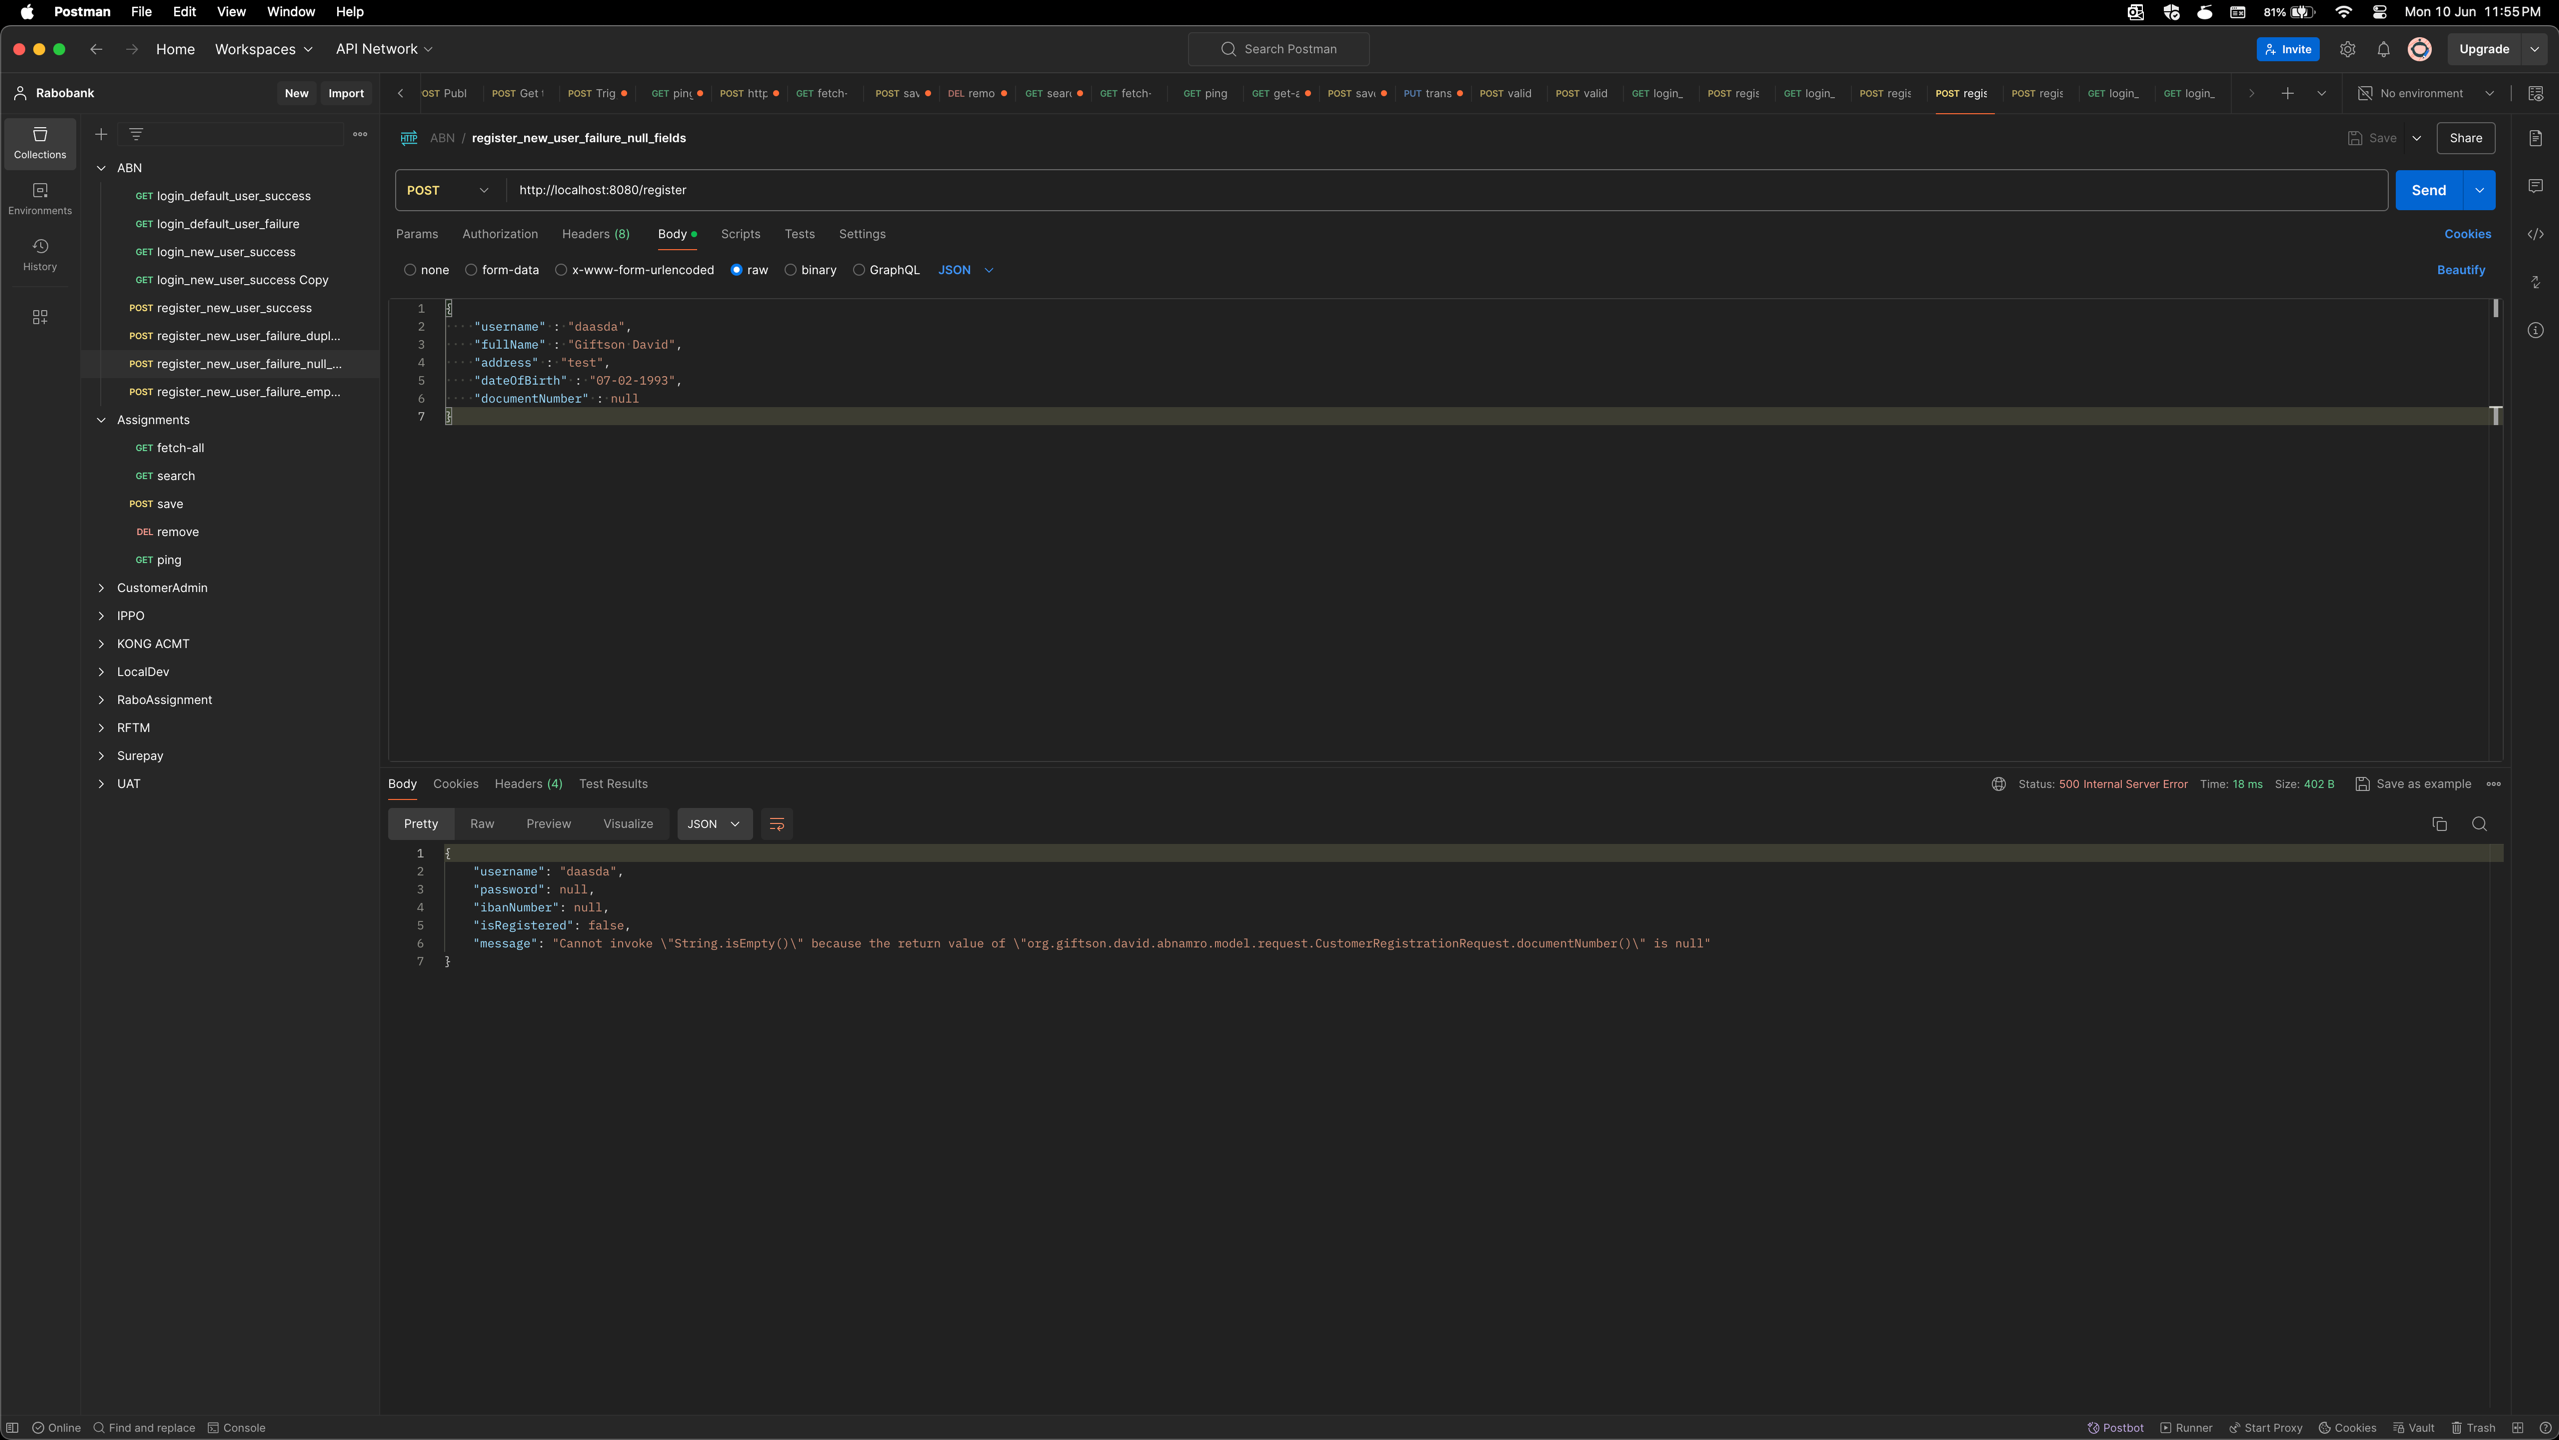 Postman File Edit View Window Help
81% Mon 10 Jun 11:55 PM
Home Workspaces API Network
Search Postman
Invite Upgrade
Rabobank New Import
OST Publ POST Get POST Trig GET ping POST http GET fetch- POST sav DEL remo GET search GET fetch- GET ping GET get-a POST save PUT trans POST valid POST valid GET login_ POST regis GET login_ POST regis POST regis POST regis GET login_ GET login_
No environment
Collections
Environments
History
ABN
GET login_default_user_success
GET login_default_user_failure
GET login_new_user_success
GET login_new_user_success Copy
POST register_new_user_success
POST register_new_user_failure_dupl...
POST register_new_user_failure_null_...
POST register_new_user_failure_emp...
Assignments
GET fetch-all
GET search
POST save
DEL remove
GET ping
CustomerAdmin
IPPO
KONG ACMT
LocalDev
RaboAssignment
RFTM
Surepay
UAT
HTTP ABN / register_new_user_failure_null_fields
Save Share
POST http://localhost:8080/register
Send
Params Authorization Headers (8) Body Scripts Tests Settings
Cookies
none form-data x-www-form-urlencoded raw binary GraphQL JSON
Beautify
1 {
2 "username" : "daasda",
3 "fullName" : "Giftson David",
4 "address" : "test",
5 "dateOfBirth" : "07-02-1993",
6 "documentNumber" : null
7 }
Body Cookies Headers (4) Test Results
Status: 500 Internal Server Error Time: 18 ms Size: 402 B Save as example
Pretty Raw Preview Visualize JSON
1 {
2 "username": "daasda",
3 "password": null,
4 "ibanNumber": null,
5 "isRegistered": false,
6 "message": "Cannot invoke \"String.isEmpty()\" because the return value of \"org.giftson.david.abnamro.model.request.CustomerRegistrationRequest.documentNumber()\" is null"
7 }
Online Find and replace Console
Postbot Runner Start Proxy Cookies Vault Trash